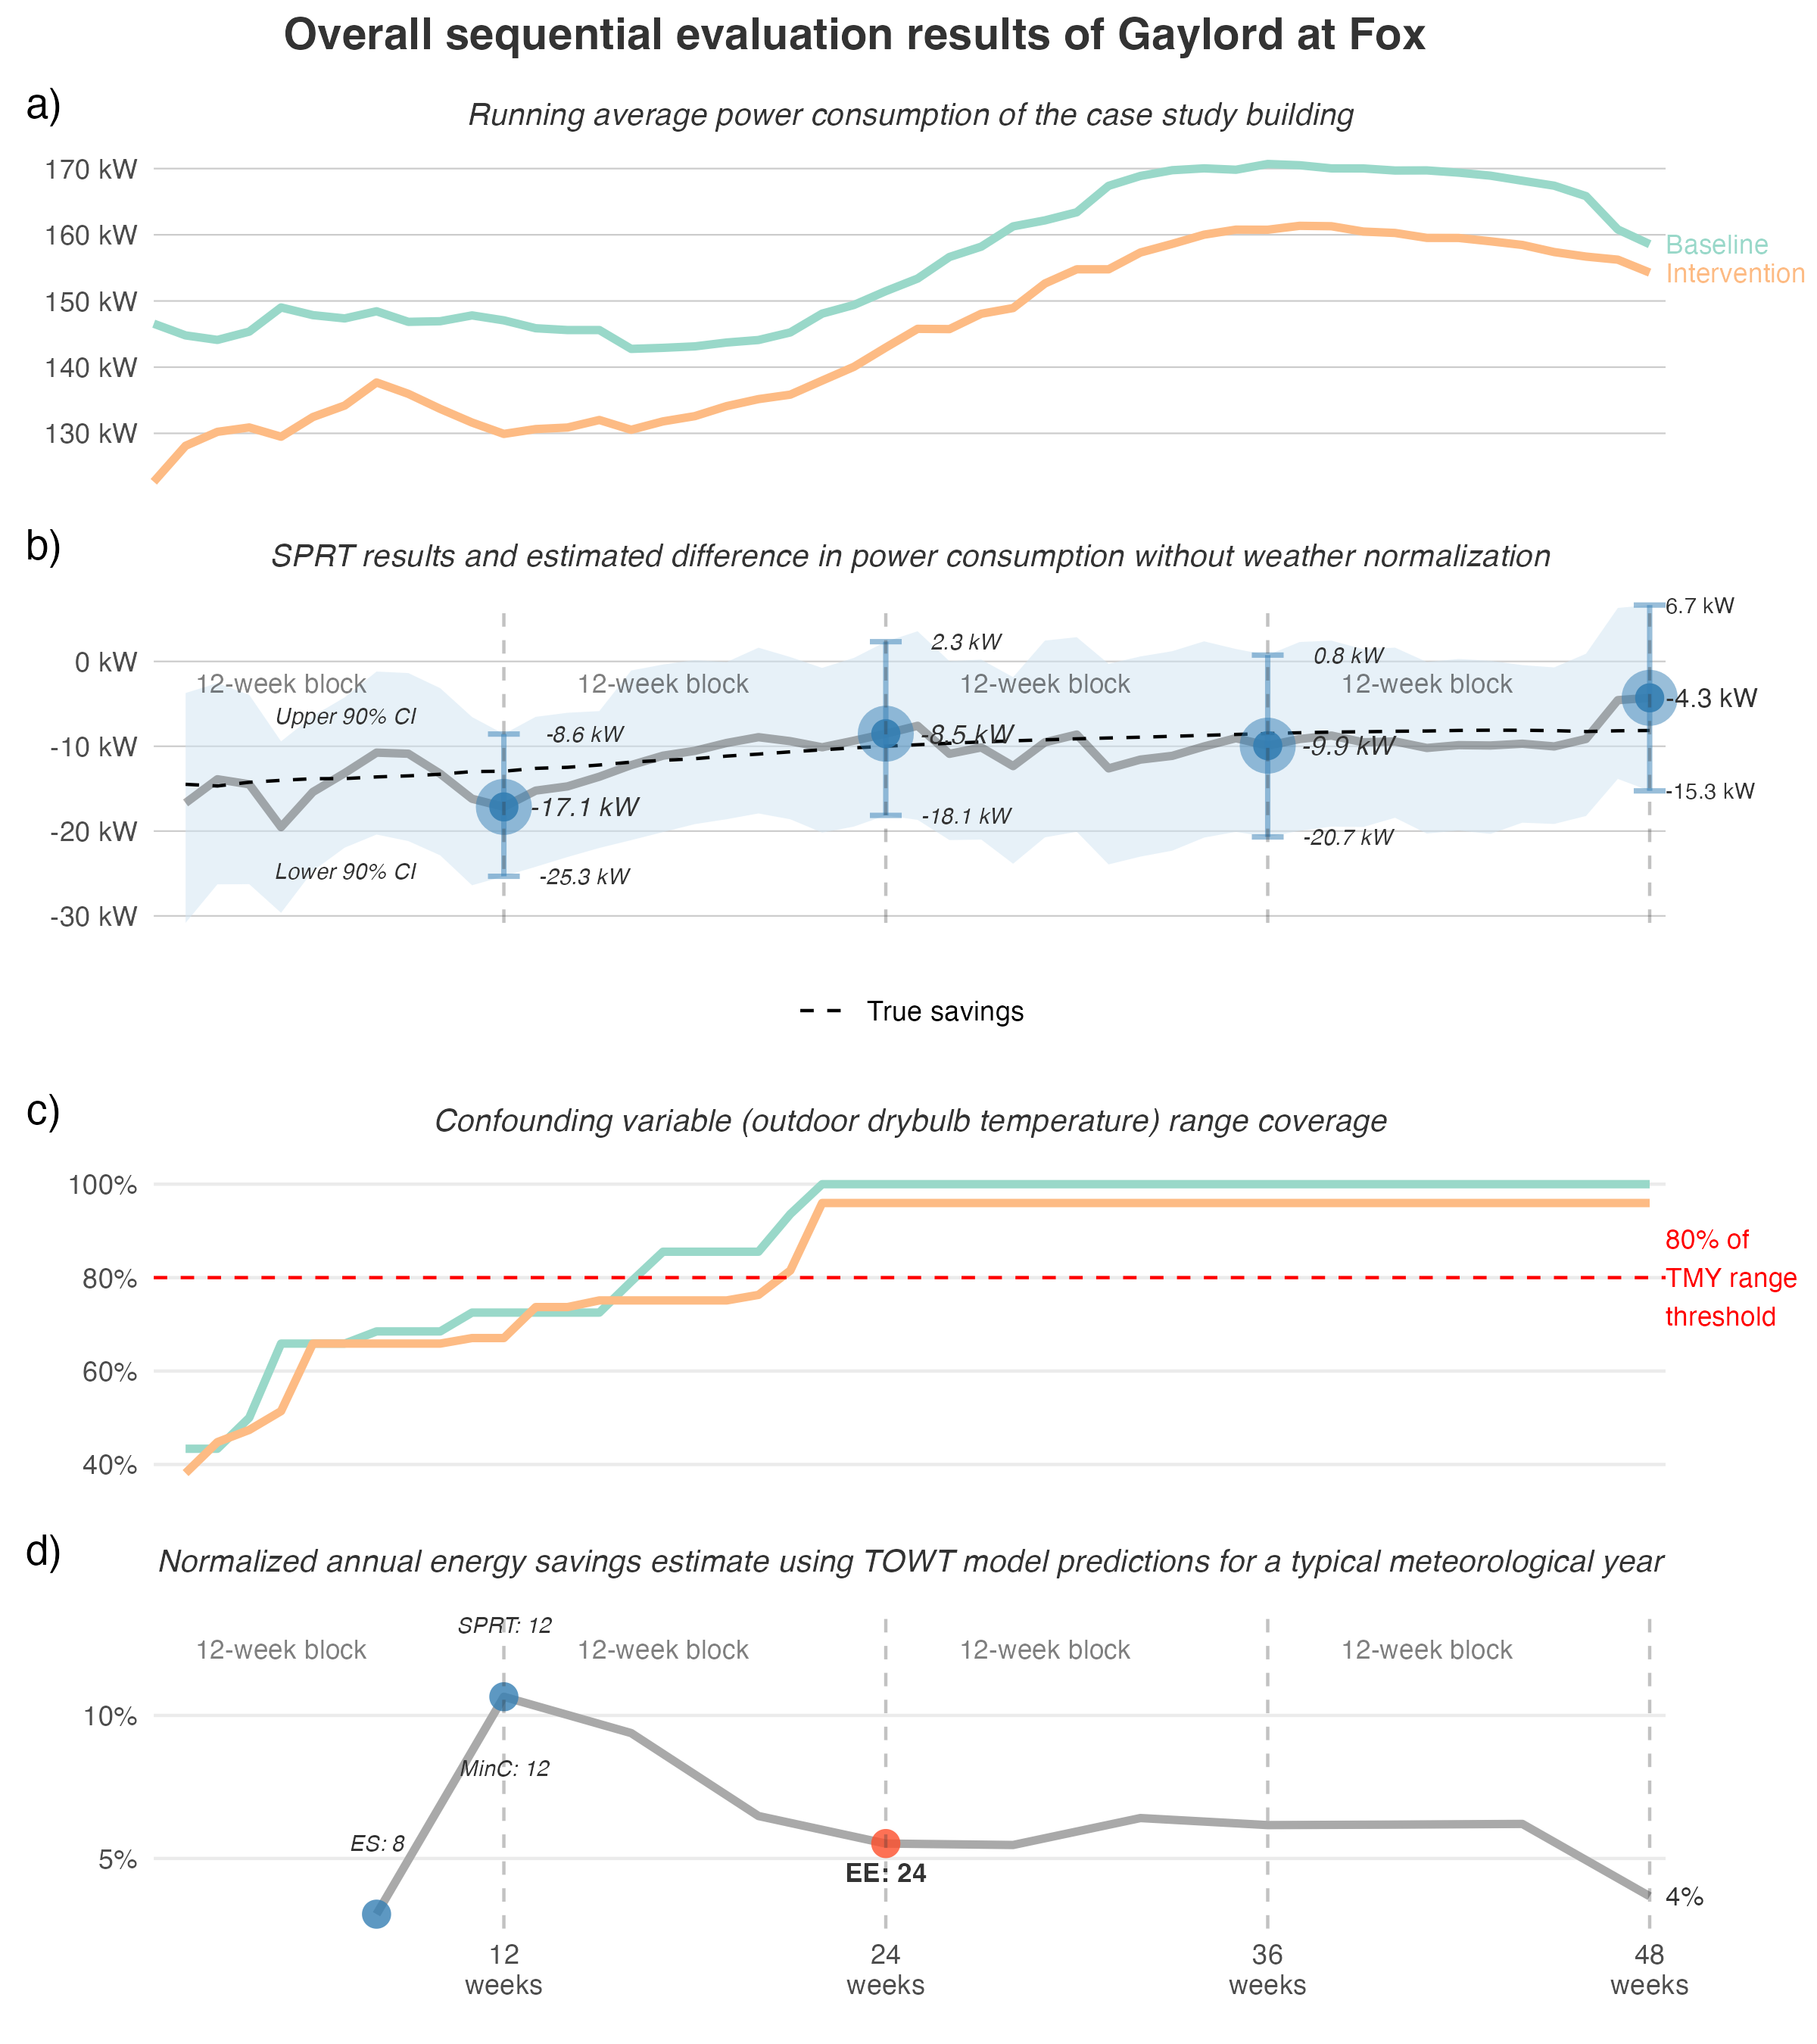 Overall sequential evaluation results of Gaylord at Fox
a)
Running average power consumption of the case study building
170 kW
160 kW
150 kW
140 kW
130 kW
Baseline
Intervention
b)
SPRT results and estimated difference in power consumption without weather normalization
0 kW
-10 kW
-20 kW
-30 kW
12-week block
12-week block
12-week block
12-week block
Upper 90% CI
Lower 90% CI
-8.6 kW
-17.1 kW
-25.3 kW
2.3 kW
-8.5 kW
-18.1 kW
0.8 kW
-9.9 kW
-20.7 kW
6.7 kW
-4.3 kW
-15.3 kW
True savings
c)
Confounding variable (outdoor drybulb temperature) range coverage
100%
80%
60%
40%
80% of
TMY range
threshold
d)
Normalized annual energy savings estimate using TOWT model predictions for a typical meteorological year
SPRT: 12
12-week block
12-week block
12-week block
12-week block
10%
5%
MinC: 12
ES: 8
EE: 24
4%
12
weeks
24
weeks
36
weeks
48
weeks